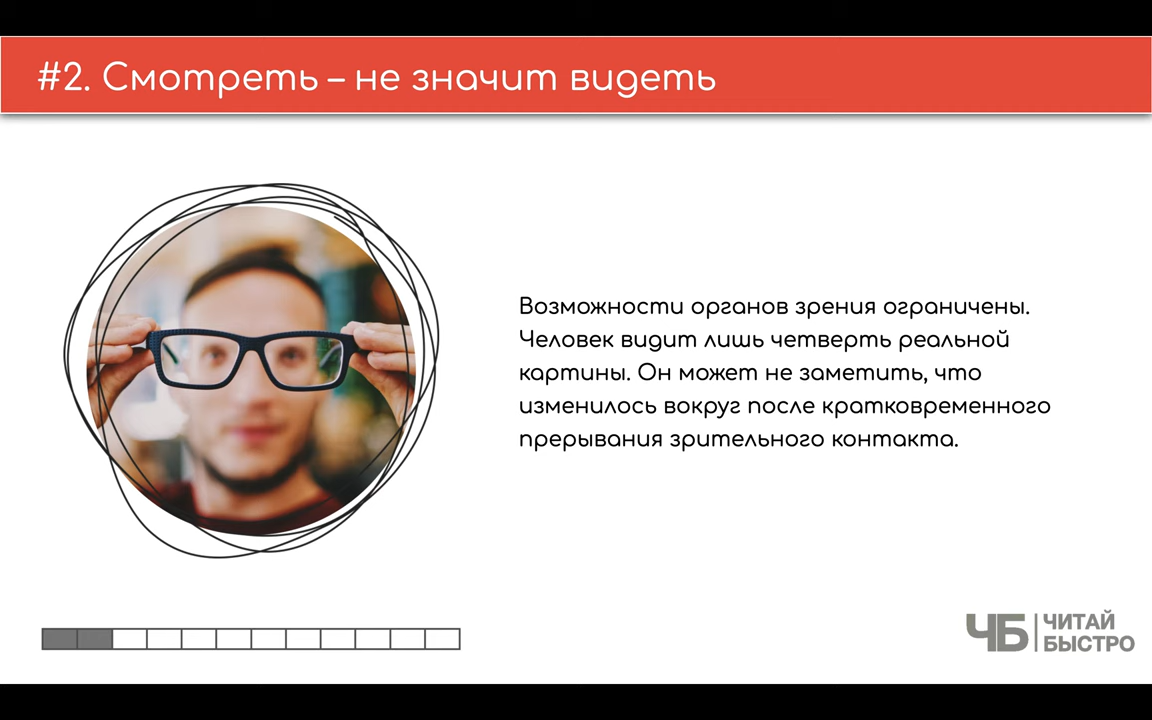 #2. Смотреть – не значит видеть
Возможности органов зрения ограничены.
Человек видит лишь четверть реальной
картины. Он может не заметить, что
изменилось вокруг после кратковременного
прерывания зрительного контакта.
ЧБ
ЧИТАЙ
БЫСТРО